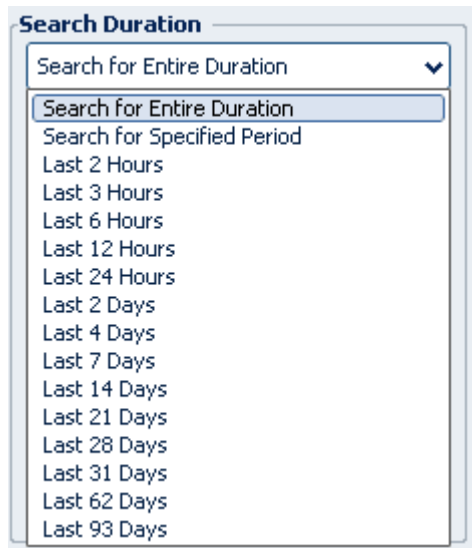 Search Duration
Search for Entire Duration
Search for Entire Duration
Search for Specified Period
Last 2 Hours
Last 3 Hours
Last 6 Hours
Last 12 Hours
Last 24 Hours
Last 2 Days
Last 4 Days
Last 7 Days
Last 14 Days
Last 21 Days
Last 28 Days
Last 31 Days
Last 62 Days
Last 93 Days